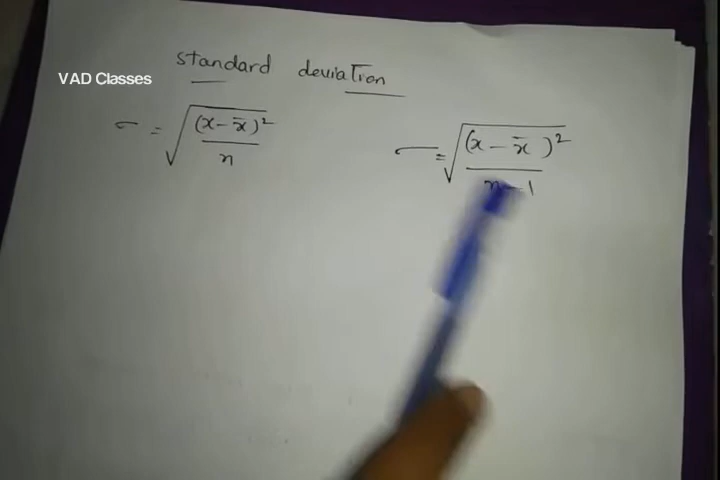 standard deviation
VAD Classes
σ = √((x - x̄)² / n)
σ = √((x - x̄)² / n - 1)